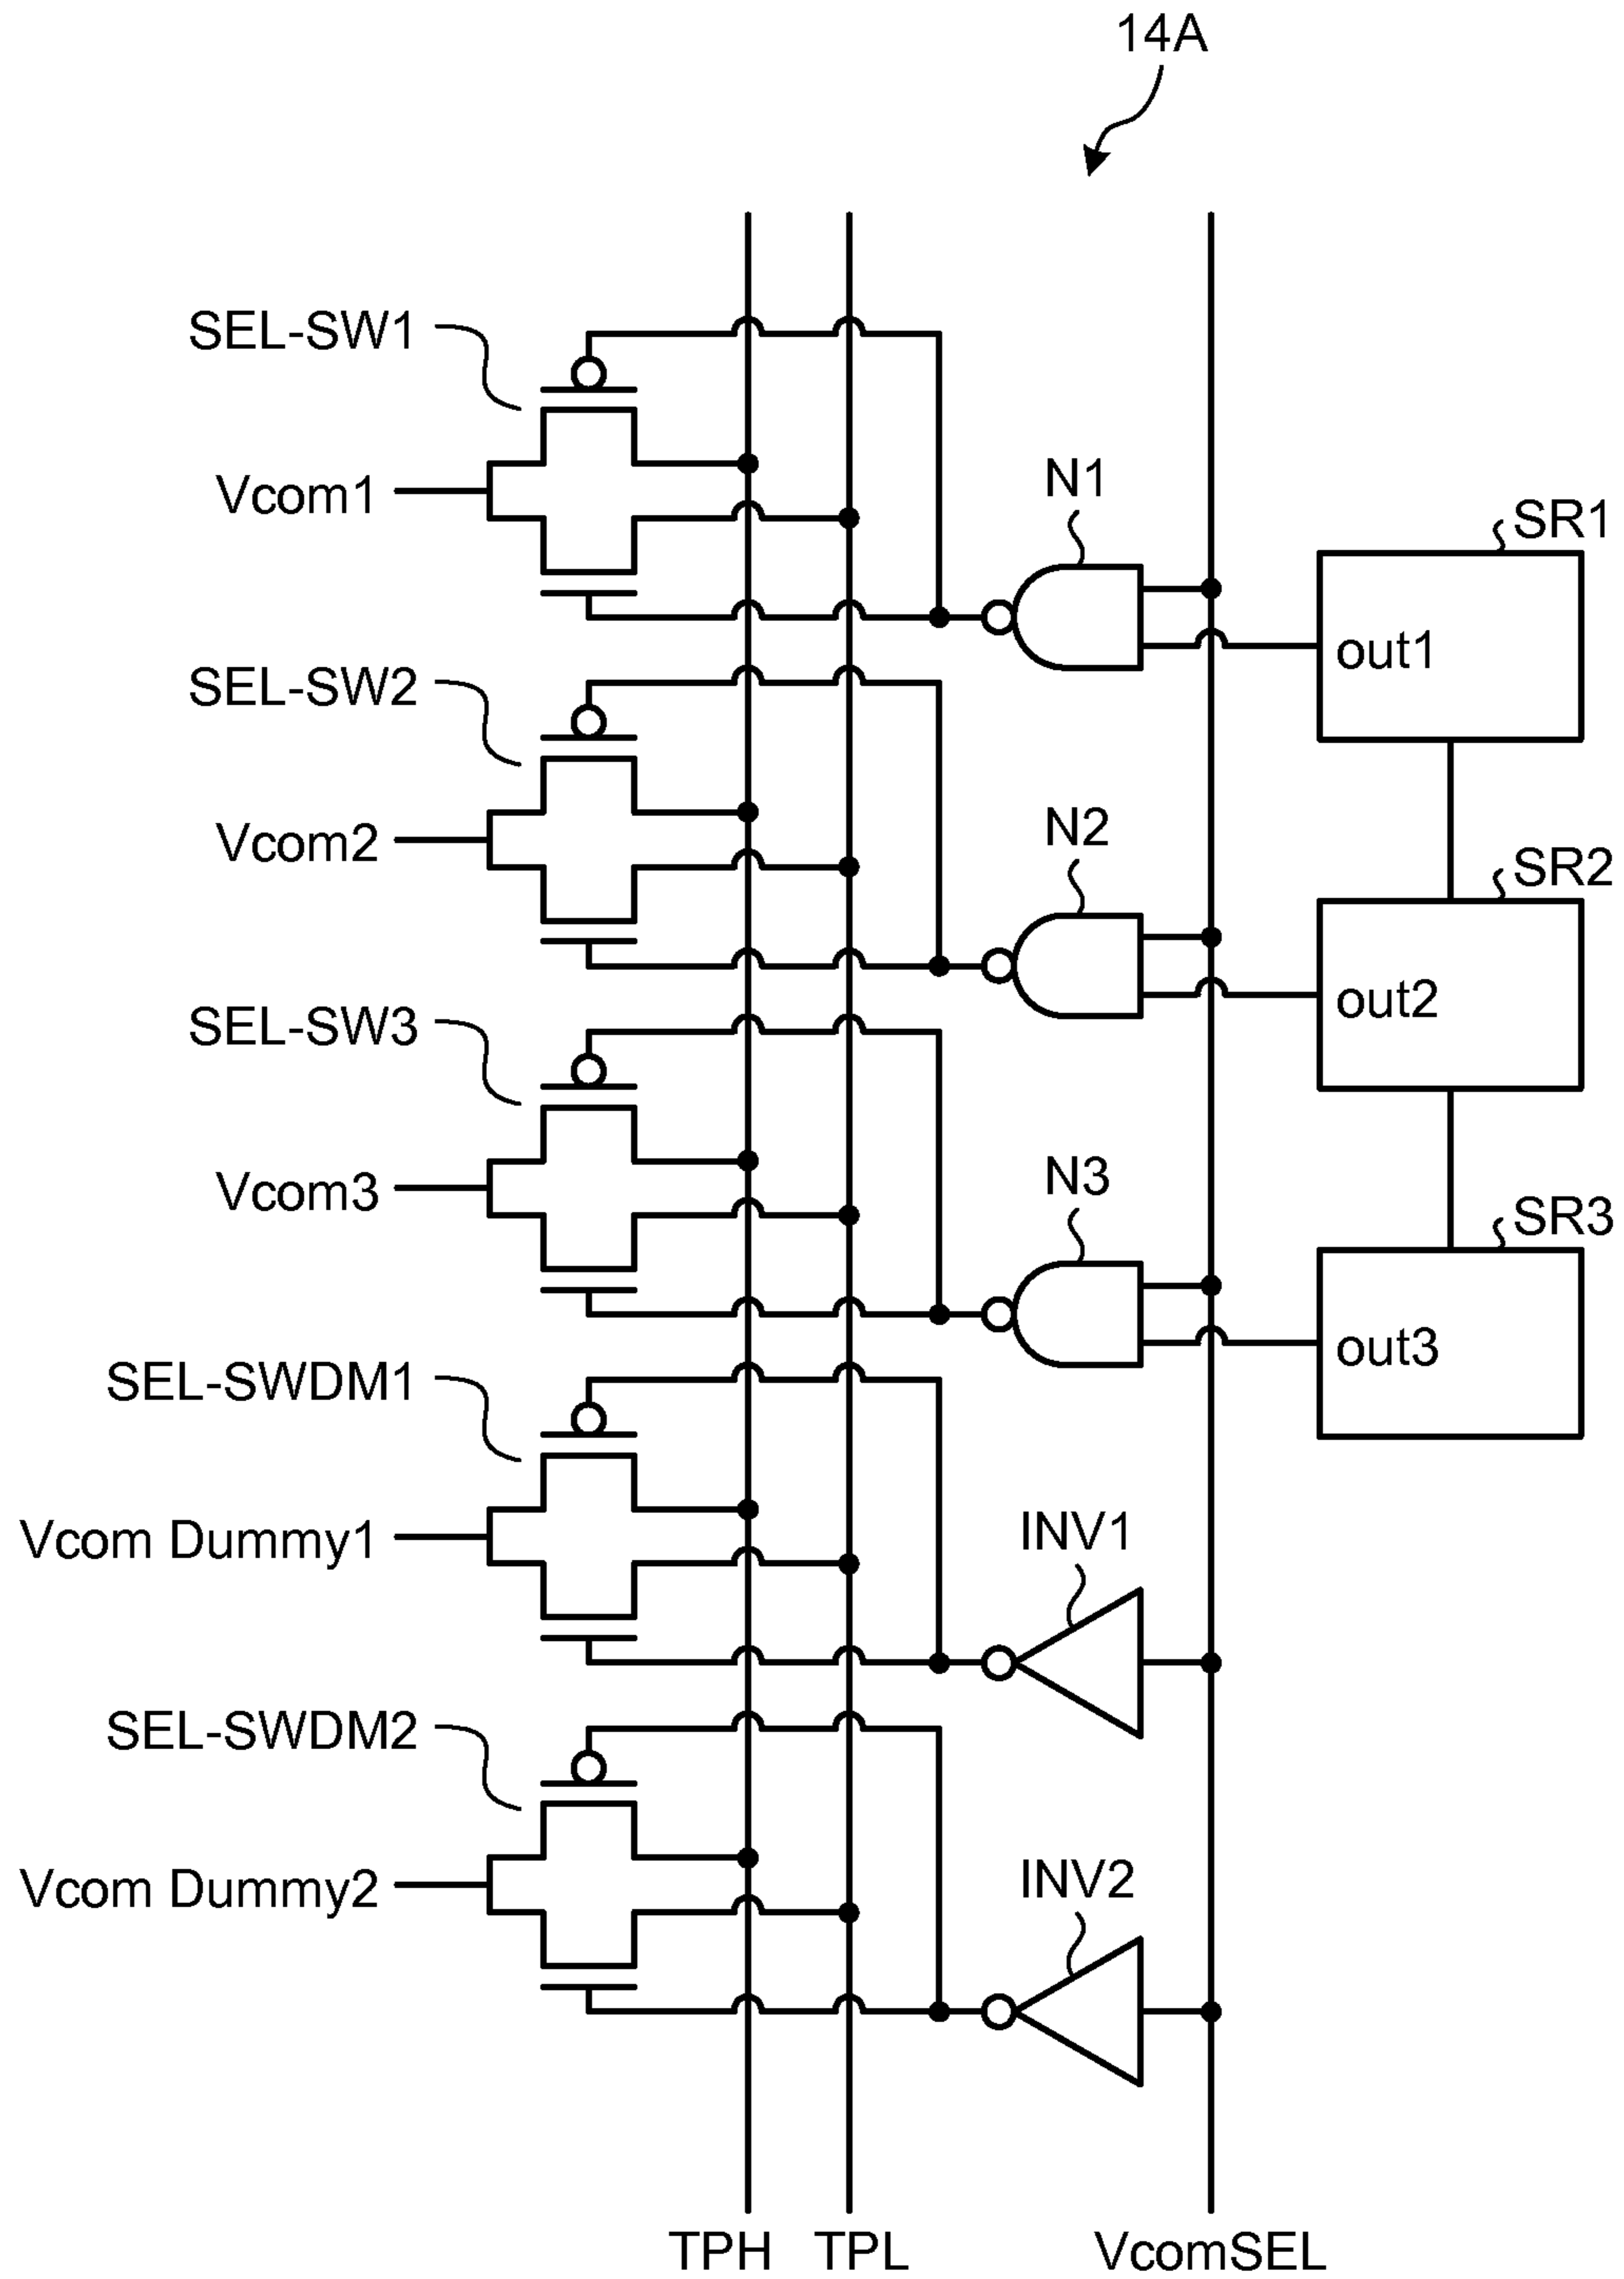 14A
SEL-SW1
Vcom1
N1
SR1
out1
SEL-SW2
Vcom2
N2
SR2
out2
SEL-SW3
Vcom3
N3
SR3
out3
SEL-SWDM1
Vcom Dummy1
INV1
SEL-SWDM2
Vcom Dummy2
INV2
TPH TPL VcomSEL